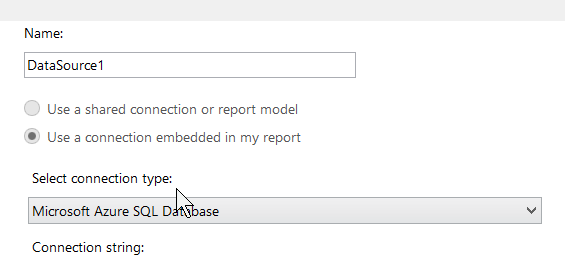 Name:
DataSource1
Use a shared connection or report model
Use a connection embedded in my report
Select connection type:
Microsoft Azure SQL Database
Connection string: